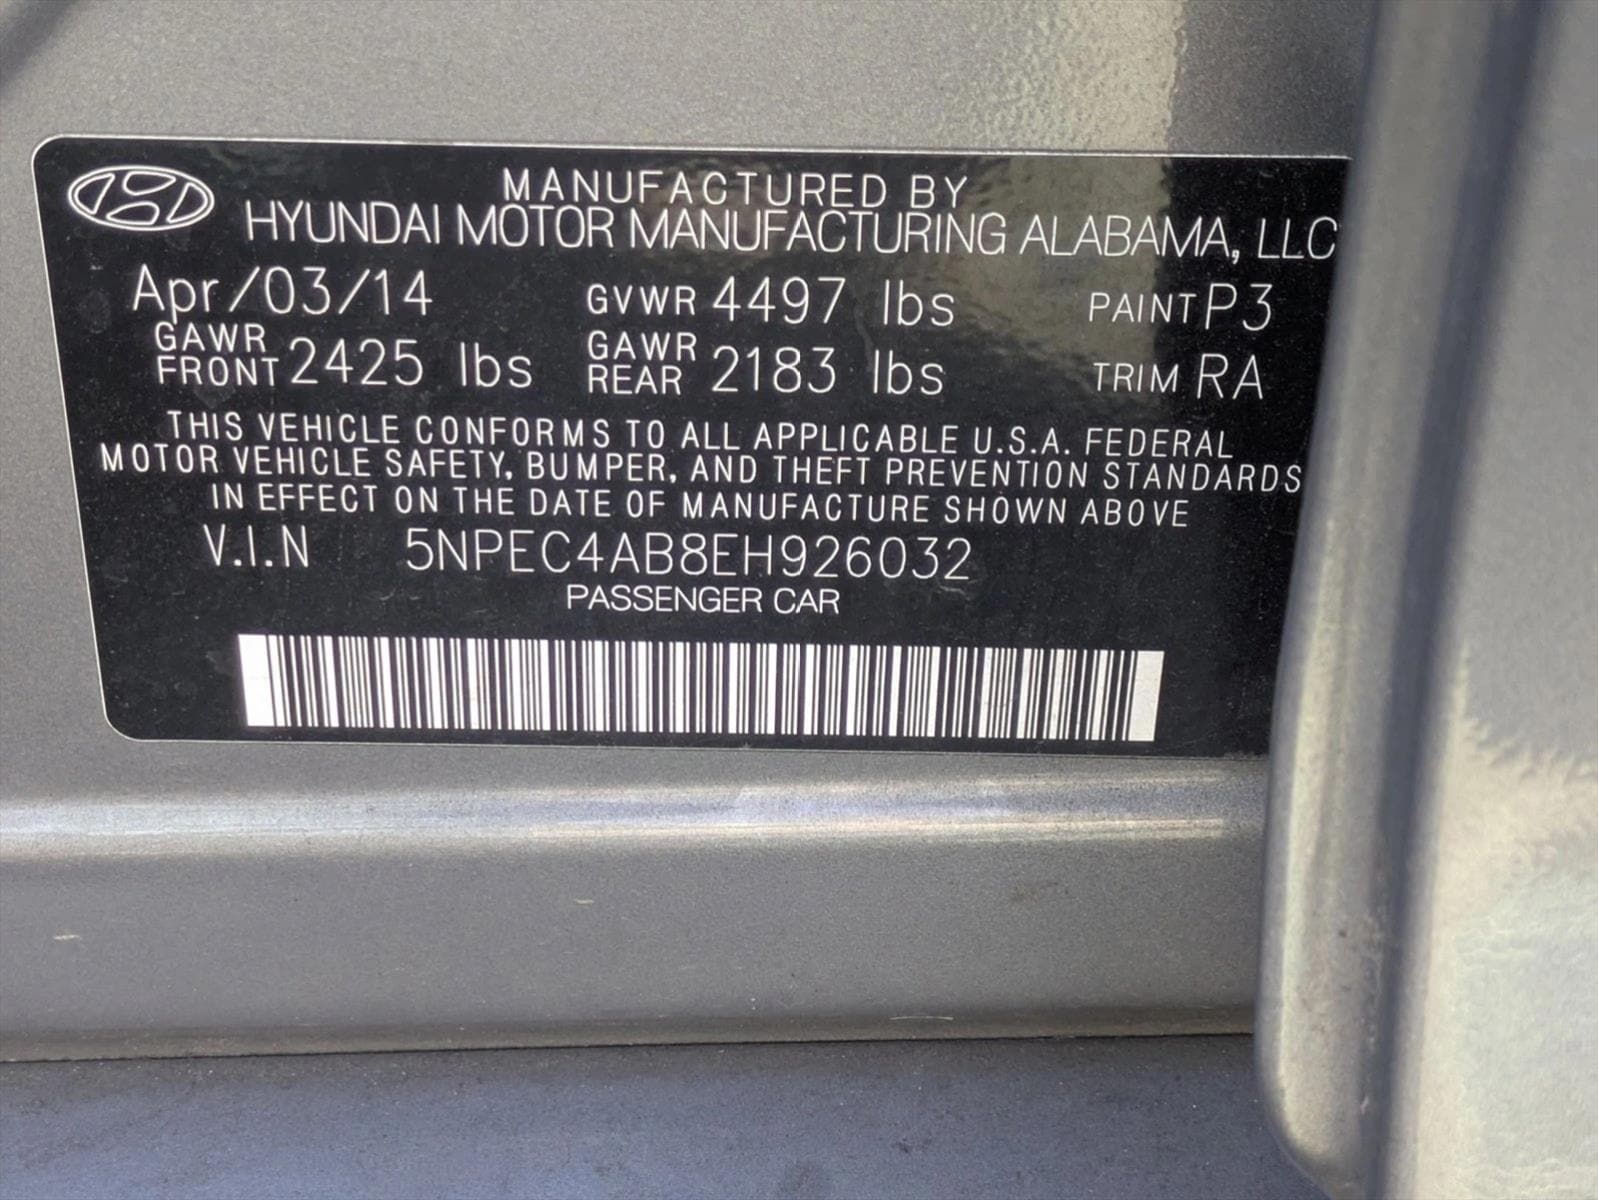 MANUFACTURED BY
HYUNDAI MOTOR MANUFACTURING ALABAMA, LLC
Apr/03/14 GVWR 4497 lbs PAINT P3
GAWR FRONT 2425 lbs GAWR REAR 2183 lbs TRIM RA
THIS VEHICLE CONFORMS TO ALL APPLICABLE U.S.A. FEDERAL
MOTOR VEHICLE SAFETY, BUMPER, AND THEFT PREVENTION STANDARDS
IN EFFECT ON THE DATE OF MANUFACTURE SHOWN ABOVE
V.I.N 5NPEC4AB8EH926032
PASSENGER CAR